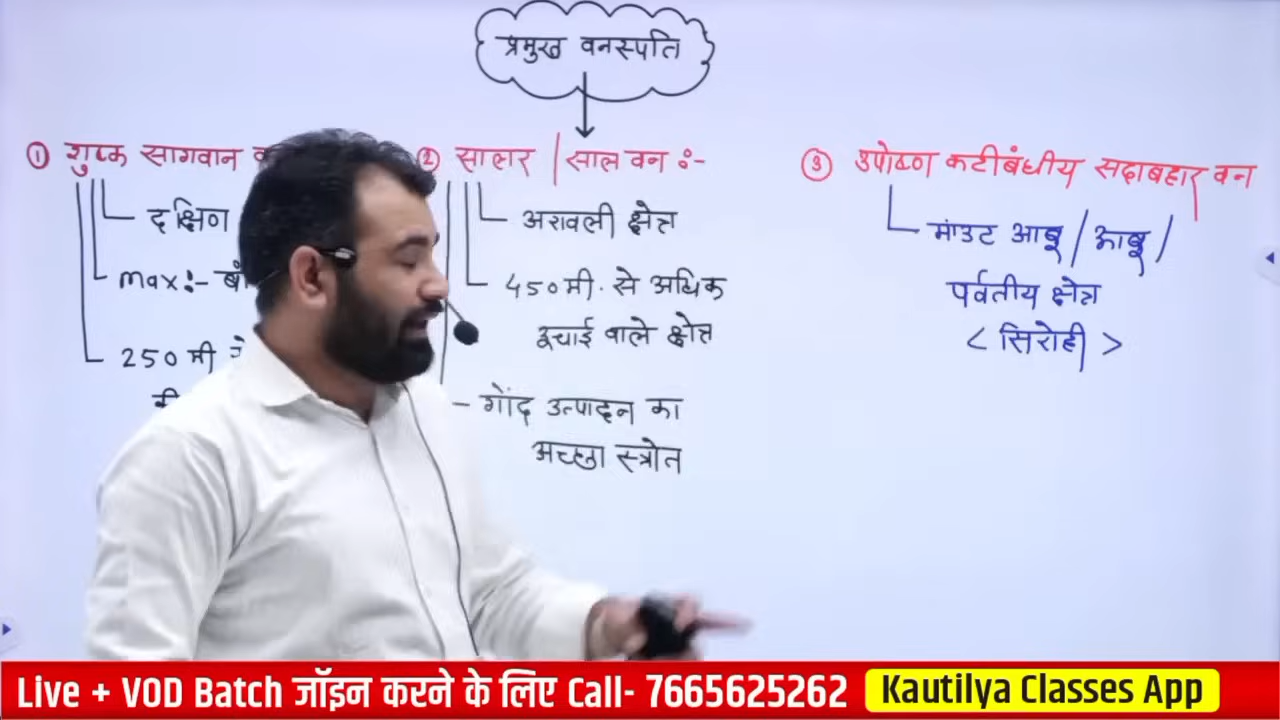 प्रमुख वनस्पति
① शुष्क सागवान
दक्षिण
max:-
250 मी
② सालर / साल वन :-
अरावली क्षेत्र
450 मी. से अधिक
ऊचाई वाले क्षेत्र
- गोंद उत्पादन का
अच्छा स्त्रोत
③ उपोष्ण कटीबंधीय सदाबहार वन
माउंट आबू / आबू /
पर्वतीय क्षेत्र
< सिरोही >
Live + VOD Batch जॉइन करने के लिए Call- 7665625262
Kautilya Classes App